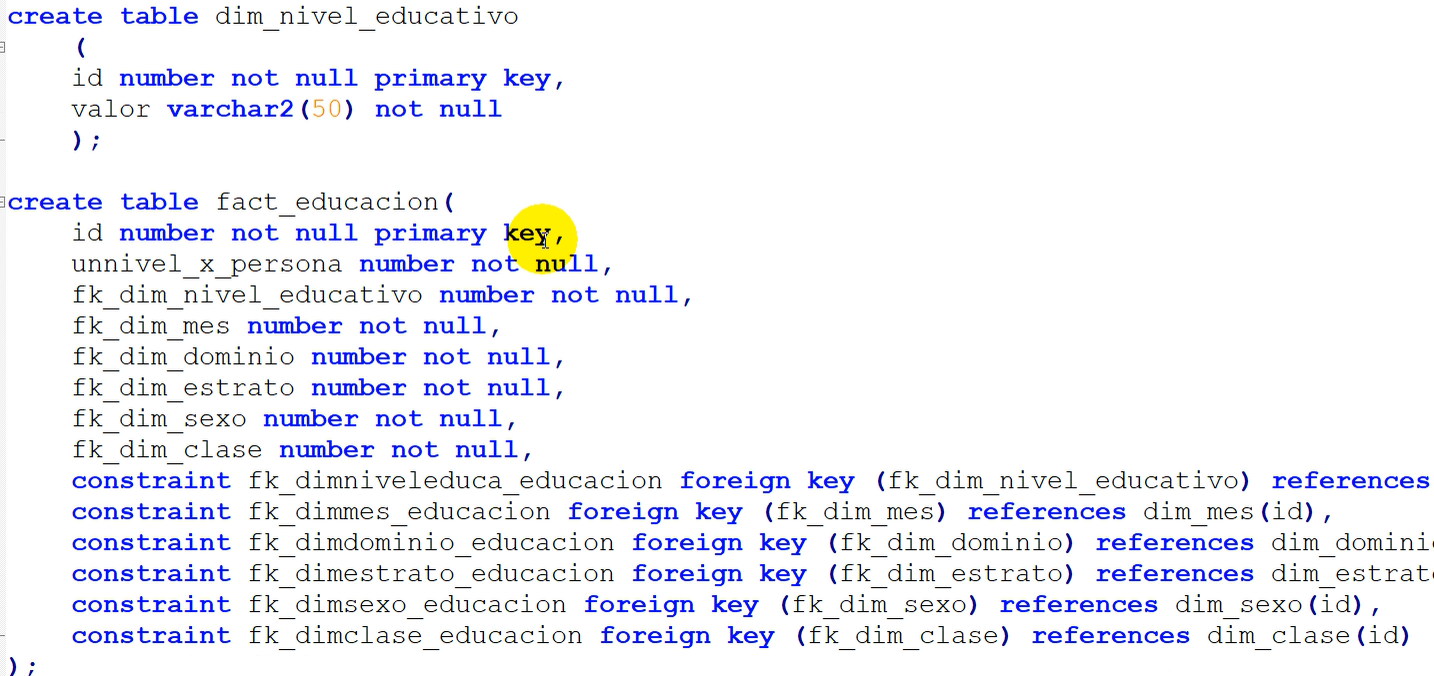 create table dim_nivel_educativo
(
id number not null primary key,
valor varchar2(50) not null
);
create table fact_educacion(
id number not null primary key,
unnivel_x_persona number not null,
fk_dim_nivel_educativo number not null,
fk_dim_mes number not null,
fk_dim_dominio number not null,
fk_dim_estrato number not null,
fk_dim_sexo number not null,
fk_dim_clase number not null,
constraint fk_dimniveleduca_educacion foreign key (fk_dim_nivel_educativo) references
constraint fk_dimmes_educacion foreign key (fk_dim_mes) references dim_mes(id),
constraint fk_dimdominio_educacion foreign key (fk_dim_dominio) references
constraint fk_dimestrato_educacion foreign key (fk_dim_estrato) references
constraint fk_dimsexo_educacion foreign key (fk_dim_sexo) references dim_sexo(id),
constraint fk_dimclase_educacion foreign key (fk_dim_clase) references dim_clase(id)
);